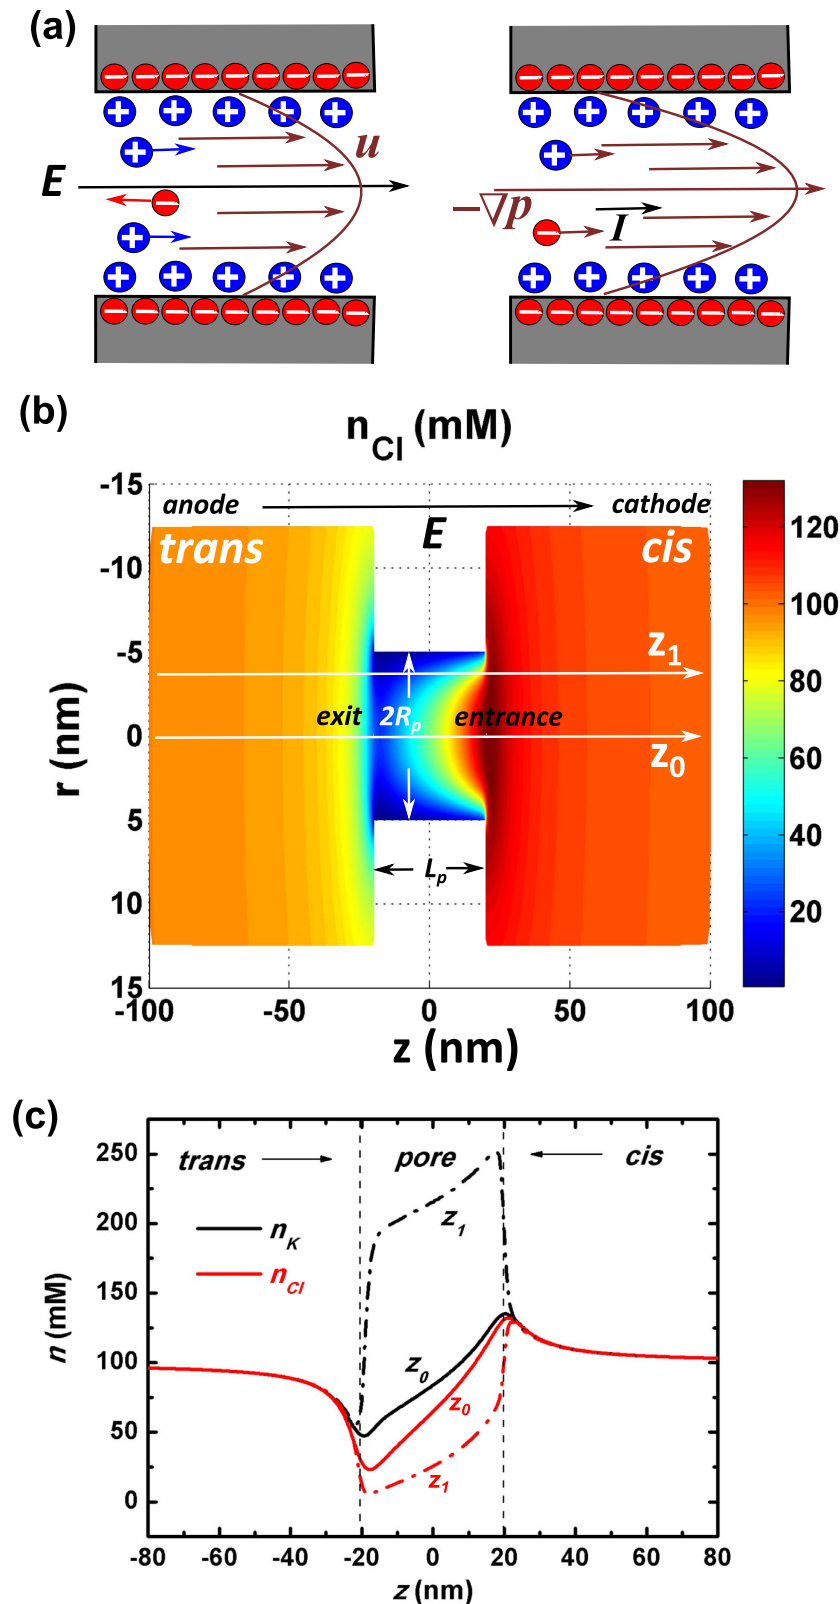 (a)
E
u
−∇p
I
(b)
n_Cl (mM)
anode cathode
E
trans cis
z_1
exit 2R_p entrance
z_0
L_p
r (nm)
-15
-10
-5
0
5
10
15
-100 -50 0 50 100
z (nm)
120
100
80
60
40
20
(c)
trans pore cis
n_K
n_Cl
z_1
z_0
z_0
z_1
n (mM)
250
200
150
100
50
0
-80 -60 -40 -20 0 20 40 60 80
z (nm)